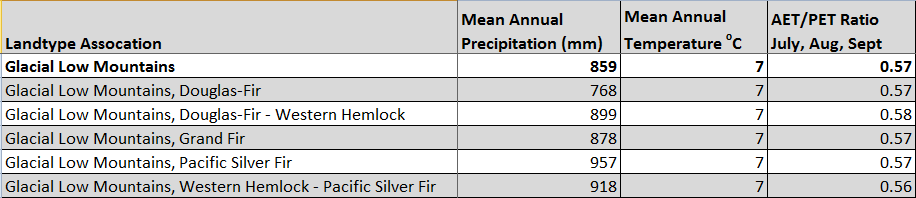 Landtype Assocation Mean Annual Precipitation (mm) Mean Annual Temperature °C AET/PET Ratio July, Aug, Sept
Glacial Low Mountains 859 7 0.57
Glacial Low Mountains, Douglas-Fir 768 7 0.57
Glacial Low Mountains, Douglas-Fir - Western Hemlock 899 7 0.58
Glacial Low Mountains, Grand Fir 878 7 0.57
Glacial Low Mountains, Pacific Silver Fir 957 7 0.57
Glacial Low Mountains, Western Hemlock - Pacific Silver Fir 918 7 0.56